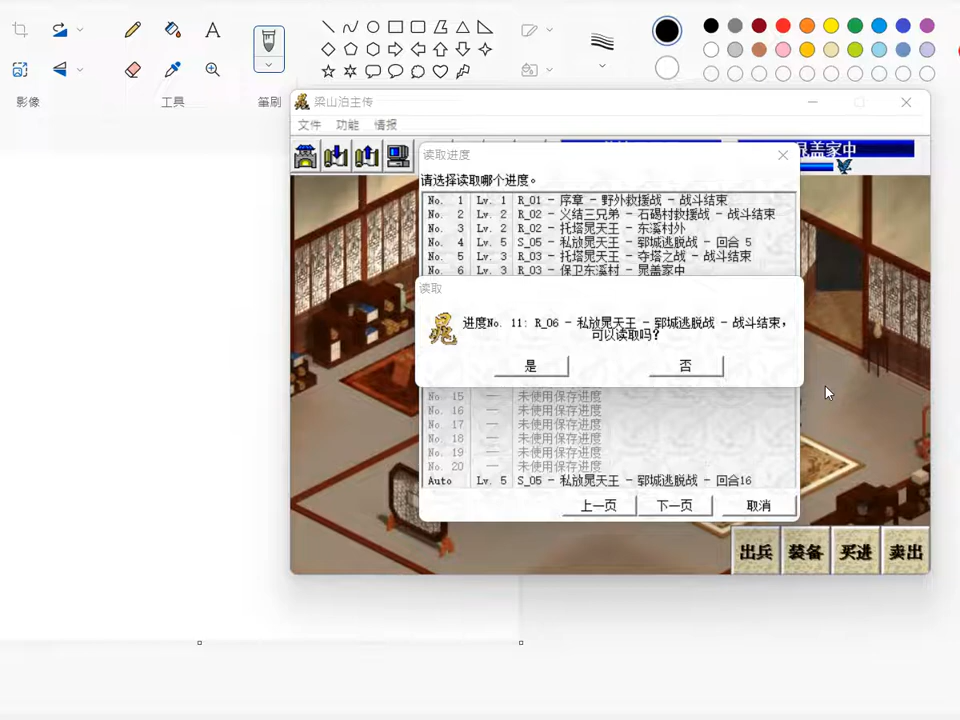 A
影像
工具
筆刷
梁山泊主传
文件 功能 情报
晁盖家中
读取进度
请选择读取哪个进度。
No. 1 Lv. 1 R_01 - 序章 - 野外救援战 - 战斗结束
No. 2 Lv. 2 R_02 - 义结三兄弟 - 石碣村救援战 - 战斗结束
No. 3 Lv. 2 R_02 - 托塔晁天王 - 东溪村外
No. 4 Lv. 5 S_05 - 私放晁天王 - 郓城逃脱战 - 回合 5
No. 5 Lv. 3 R_03 - 托塔晁天王 - 夺塔之战 - 战斗结束
No. 6 Lv. 3 R_03 - 保卫东溪村 - 晁盖家中
读取
进度No. 11: R_06 - 私放晁天王 - 郓城逃脱战 - 战斗结束，
可以读取吗？
是 否
No. 15 — 未使用保存进度
No. 16 — 未使用保存进度
No. 17 — 未使用保存进度
No. 18 — 未使用保存进度
No. 19 — 未使用保存进度
No. 20 — 未使用保存进度
Auto Lv. 5 S_05 - 私放晁天王 - 郓城逃脱战 - 回合16
上一页 下一页 取消
出兵 装备 买进 卖出